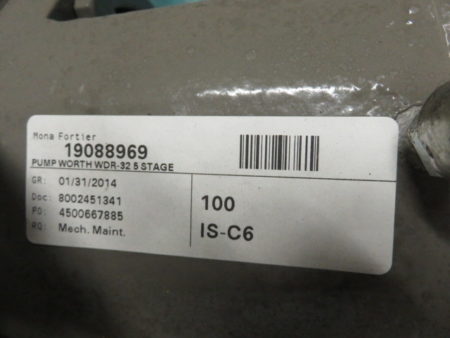 Mona Fortier
19088969
PUMP WORTH WDR-32 5 STAGE
GR: 01/31/2014
Doc: 8002451341
PO: 4500667885
RQ: Mech. Maint.
100
IS-C6